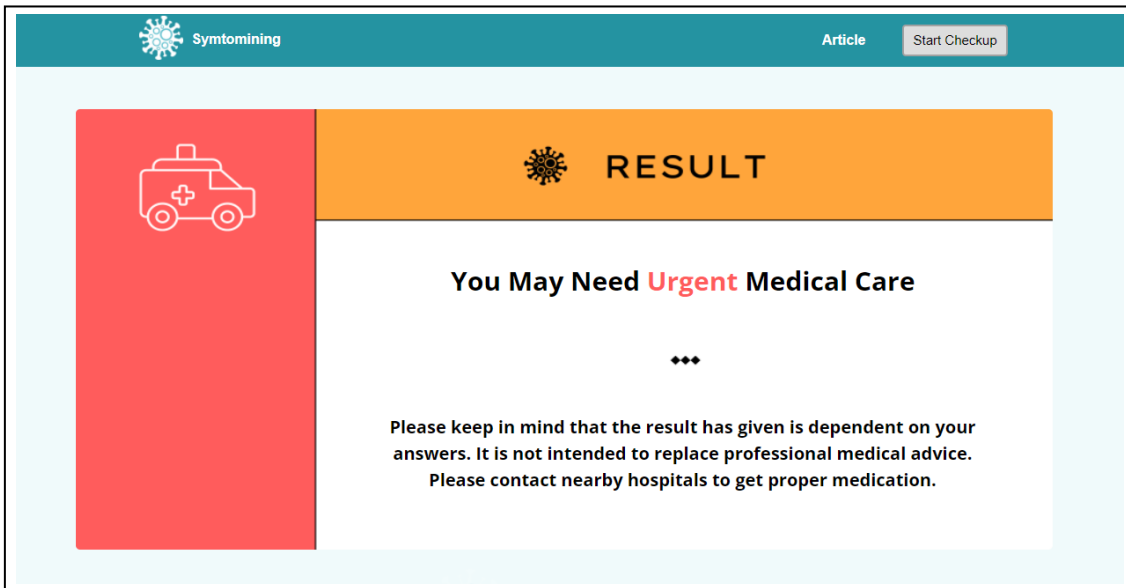 Symtomining
Article
Start Checkup
RESULT
You May Need Urgent Medical Care
Please keep in mind that the result has given is dependent on your
answers. It is not intended to replace professional medical advice.
Please contact nearby hospitals to get proper medication.